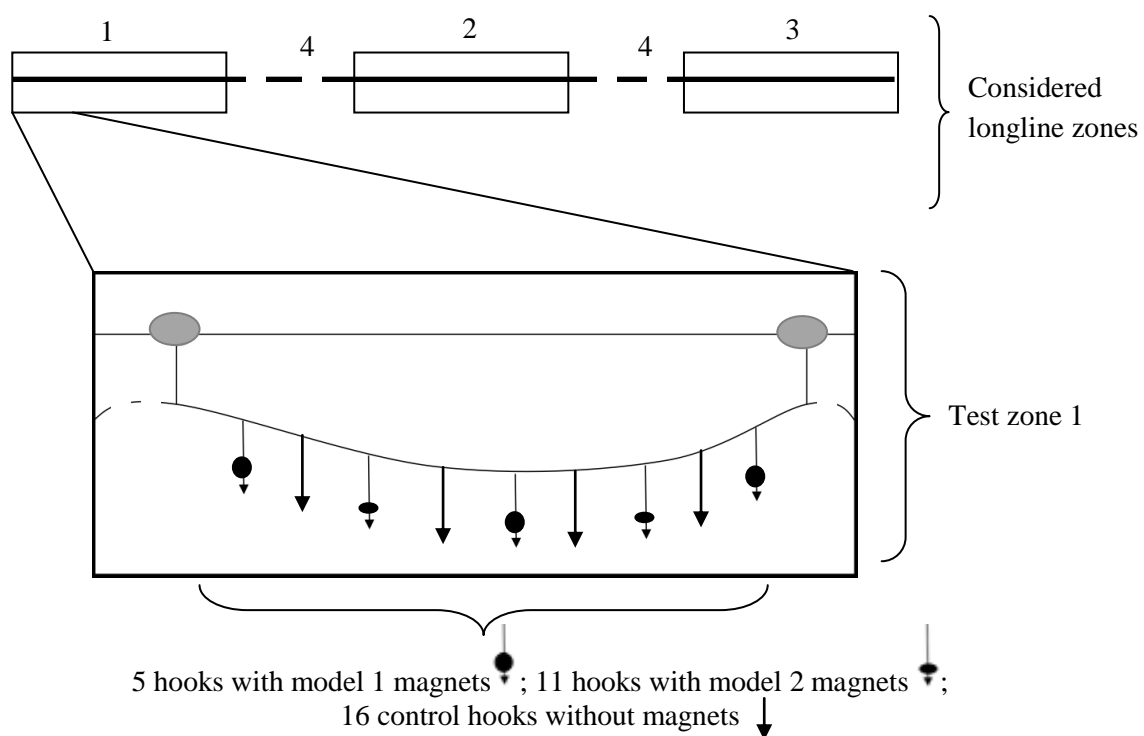 1
4
2
4
3
Considered
longline zones
Test zone 1
5 hooks with model 1 magnets ; 11 hooks with model 2 magnets ;
16 control hooks without magnets